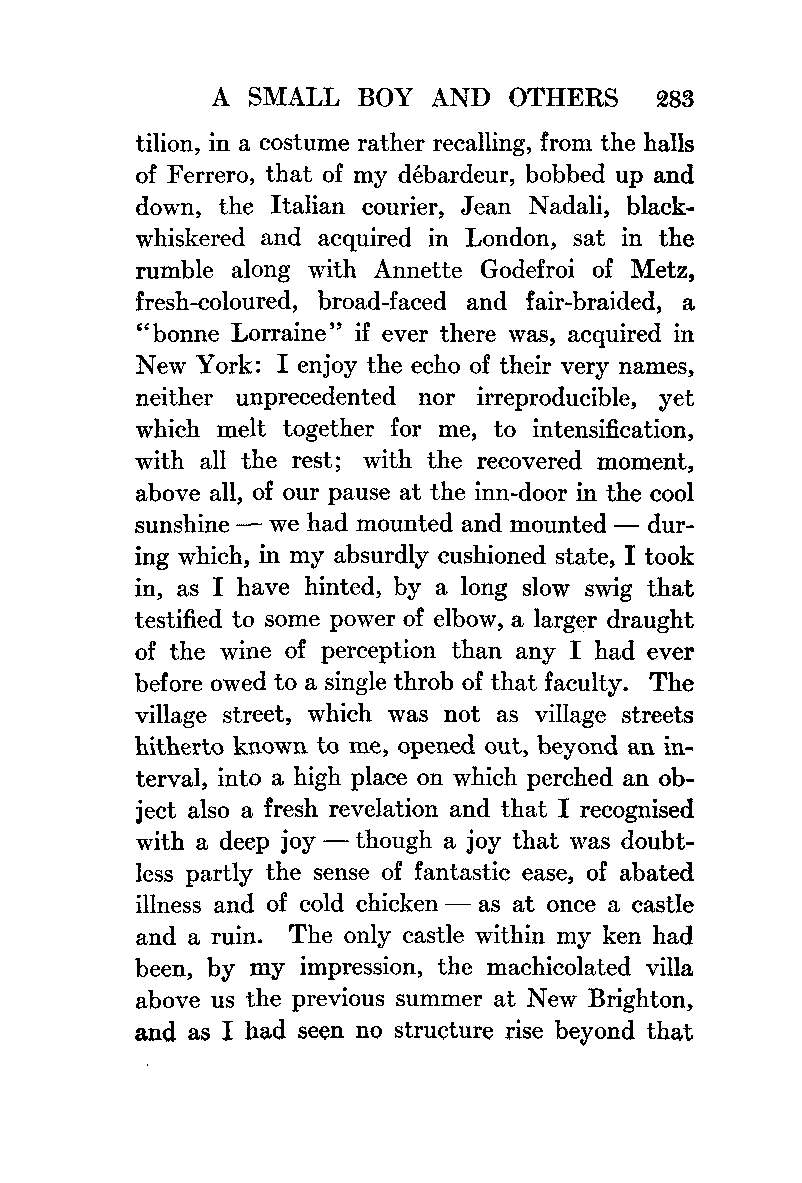 A SMALL BOY AND OTHERS 283
tilion, in a costume rather recalling, from the halls
of Ferrero, that of my débardeur, bobbed up and
down, the Italian courier, Jean Nadali, black-
whiskered and acquired in London, sat in the
rumble along with Annette Godefroi of Metz,
fresh-coloured, broad-faced and fair-braided, a
“bonne Lorraine” if ever there was, acquired in
New York: I enjoy the echo of their very names,
neither unprecedented nor irreproducible, yet
which melt together for me, to intensification,
with all the rest; with the recovered moment,
above all, of our pause at the inn-door in the cool
sunshine — we had mounted and mounted — dur-
ing which, in my absurdly cushioned state, I took
in, as I have hinted, by a long slow swig that
testified to some power of elbow, a larger draught
of the wine of perception than any I had ever
before owed to a single throb of that faculty. The
village street, which was not as village streets
hitherto known to me, opened out, beyond an in-
terval, into a high place on which perched an ob-
ject also a fresh revelation and that I recognised
with a deep joy — though a joy that was doubt-
less partly the sense of fantastic ease, of abated
illness and of cold chicken — as at once a castle
and a ruin. The only castle within my ken had
been, by my impression, the machicolated villa
above us the previous summer at New Brighton,
and as I had seen no structure rise beyond that